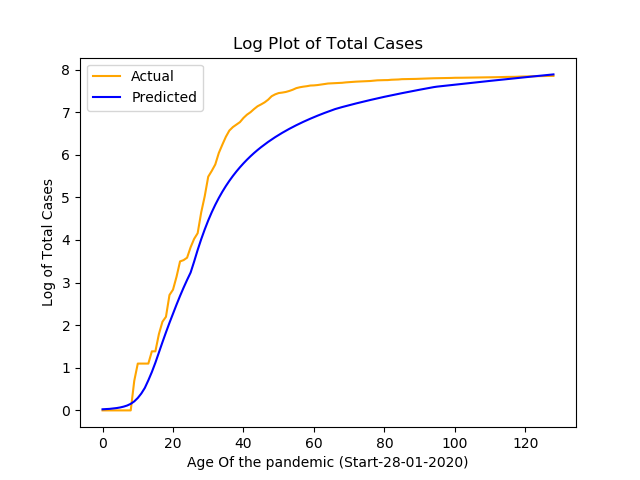 Log Plot of Total Cases
Actual
Predicted
8
7
6
5
4
3
2
1
0
Log of Total Cases
0 20 40 60 80 100 120
Age Of the pandemic (Start-28-01-2020)